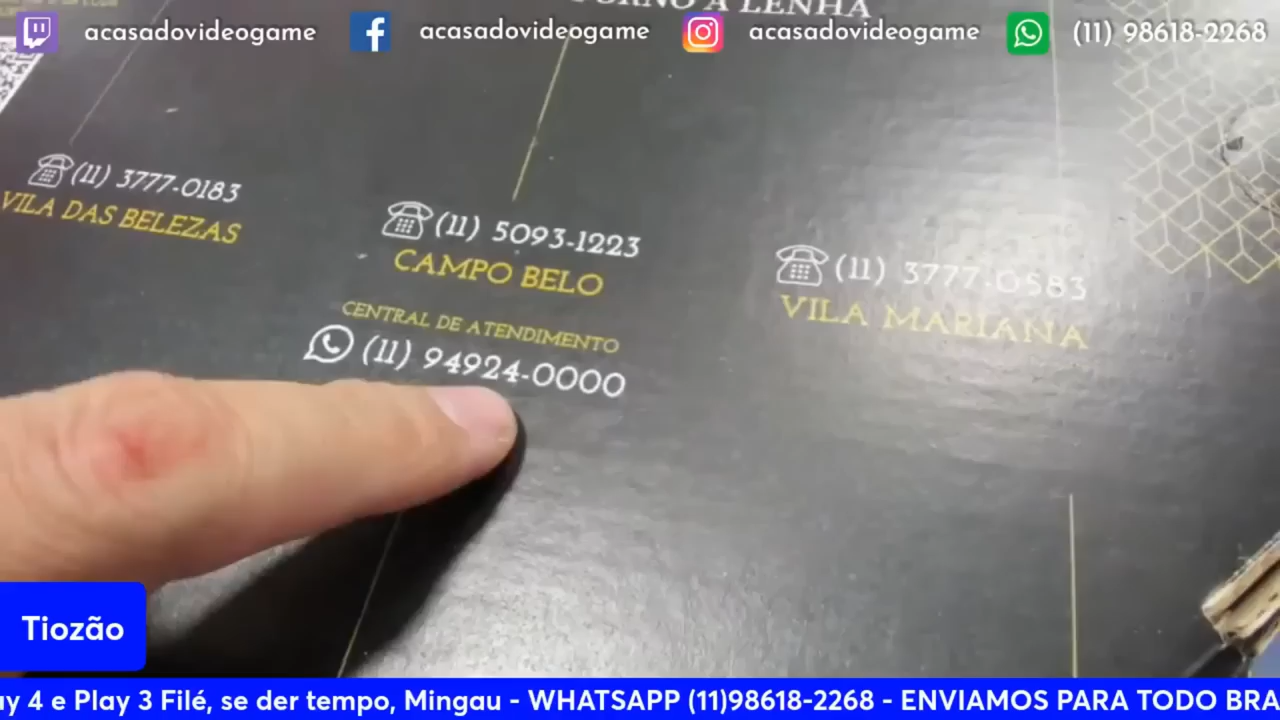 acasadovideogame acasadovideogame acasadovideogame (11) 98618-2268
A LENHA
(11) 3777-0183
VILA DAS BELEZAS
(11) 5093-1223
CAMPO BELO
(11) 3777-0583
VILA MARIANA
CENTRAL DE ATENDIMENTO
(11) 94924-0000
Tiozão
4 e Play 3 Filé, se der tempo, Mingau - WHATSAPP (11)98618-2268 - ENVIAMOS PARA TODO BRA